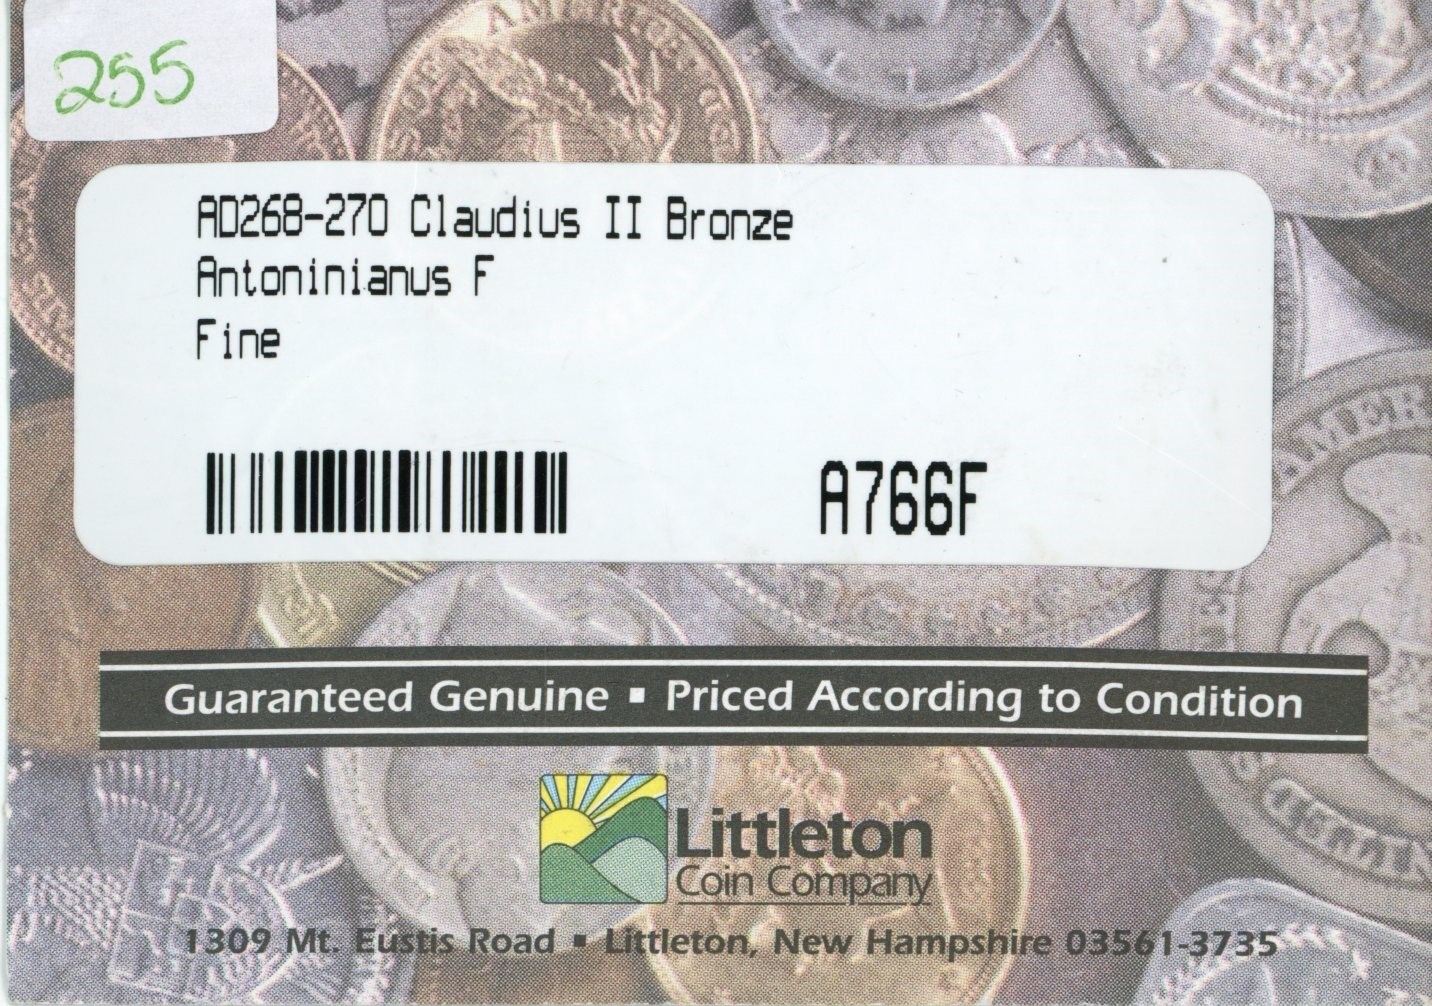 255
AD268-270 Claudius II Bronze
Antoninianus F
Fine
A766F
Guaranteed Genuine ▪ Priced According to Condition
Littleton
Coin Company
1309 Mt. Eustis Road ▪ Littleton, New Hampshire 03561-3735